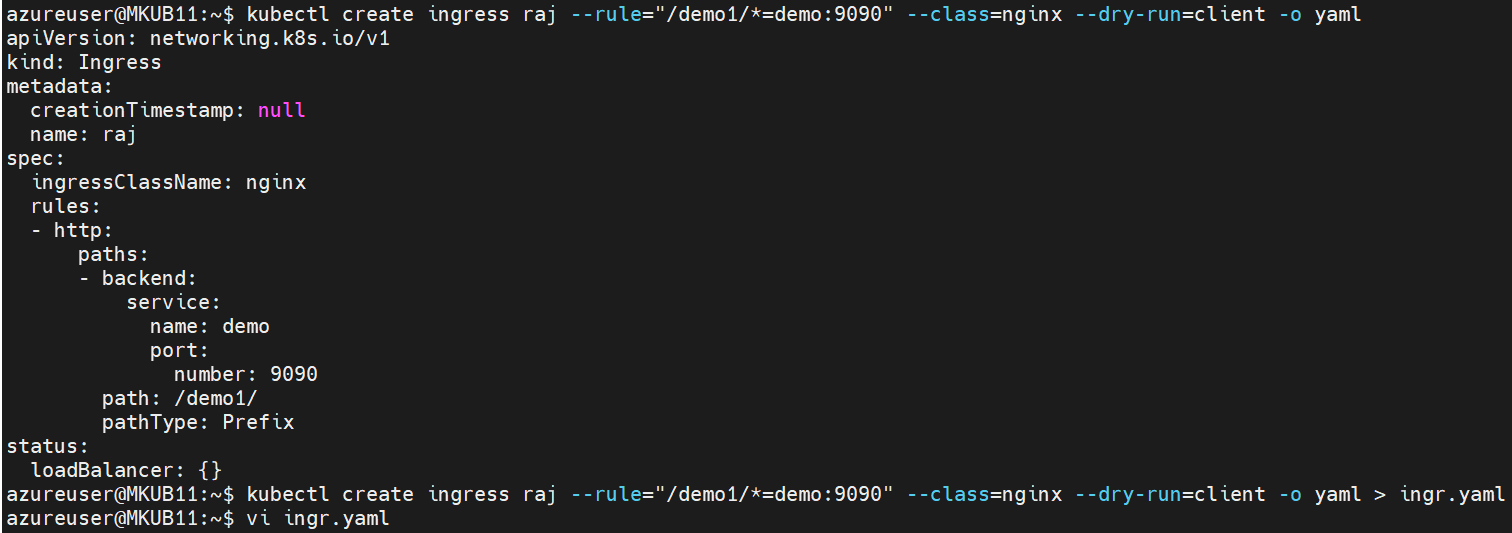 azureuser@MKUB11:~$ kubectl create ingress raj --rule="/demo1/*=demo:9090" --class=nginx --dry-run=client -o yaml
apiVersion: networking.k8s.io/v1
kind: Ingress
metadata:
  creationTimestamp: null
  name: raj
spec:
  ingressClassName: nginx
  rules:
  - http:
      paths:
      - backend:
          service:
            name: demo
            port:
              number: 9090
        path: /demo1/
        pathType: Prefix
status:
  loadBalancer: {}
azureuser@MKUB11:~$ kubectl create ingress raj --rule="/demo1/*=demo:9090" --class=nginx --dry-run=client -o yaml > ingr.yaml
azureuser@MKUB11:~$ vi ingr.yaml